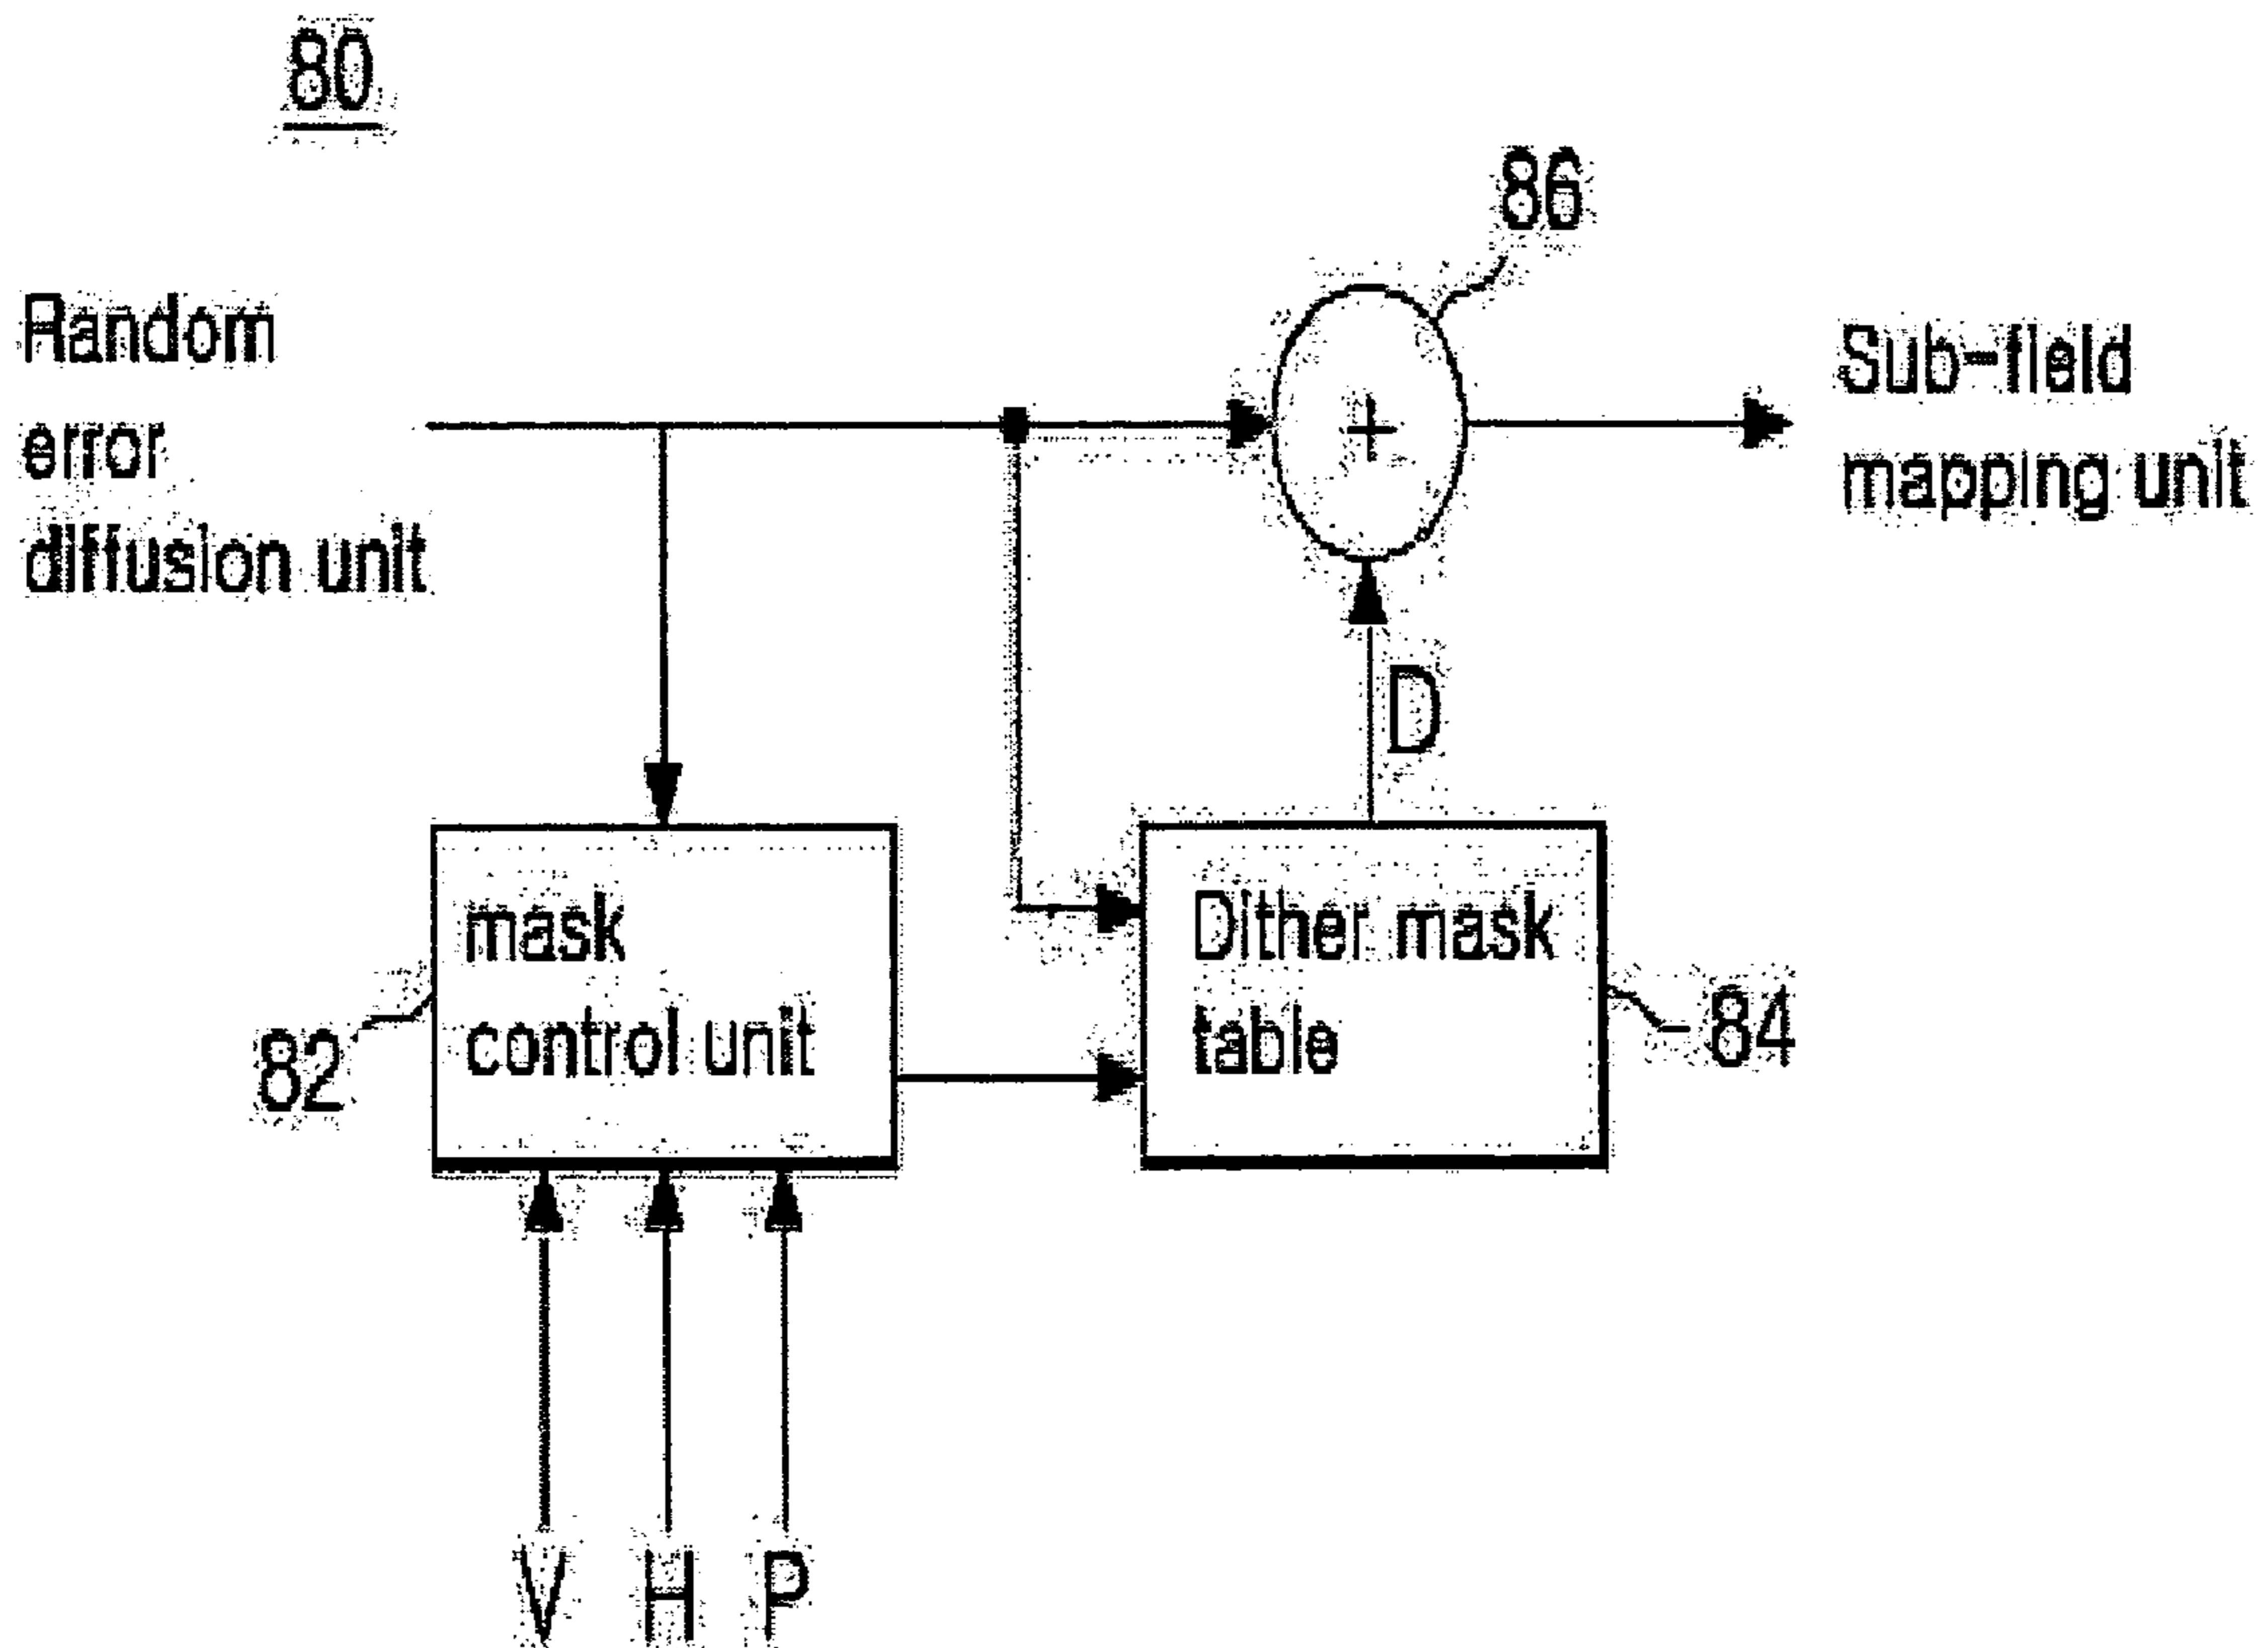 80
86
Random
error
diffusion unit
Sub-field
mapping unit
D
mask
control unit
Dither mask
table
82
84
V H P